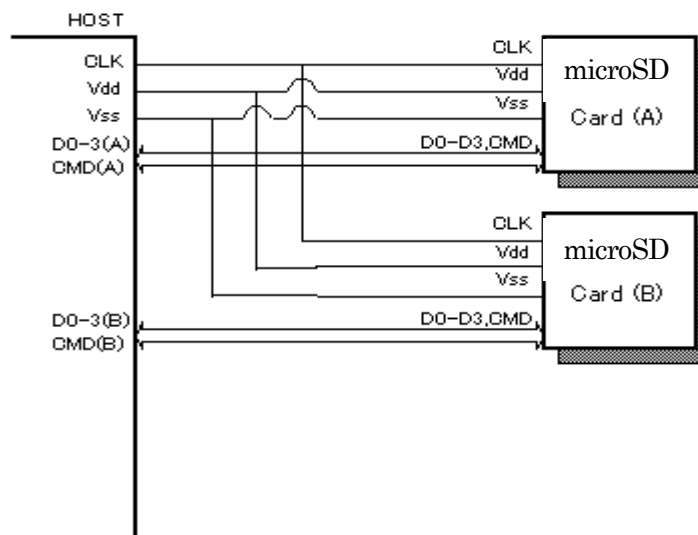 HOST
CLK
Vdd
Vss
D0-3(A)
CMD(A)
CLK
Vdd
Vss
D0-D3,CMD
microSD
Card (A)
CLK
Vdd
Vss
D0-D3,CMD
microSD
Card (B)
D0-3(B)
CMD(B)